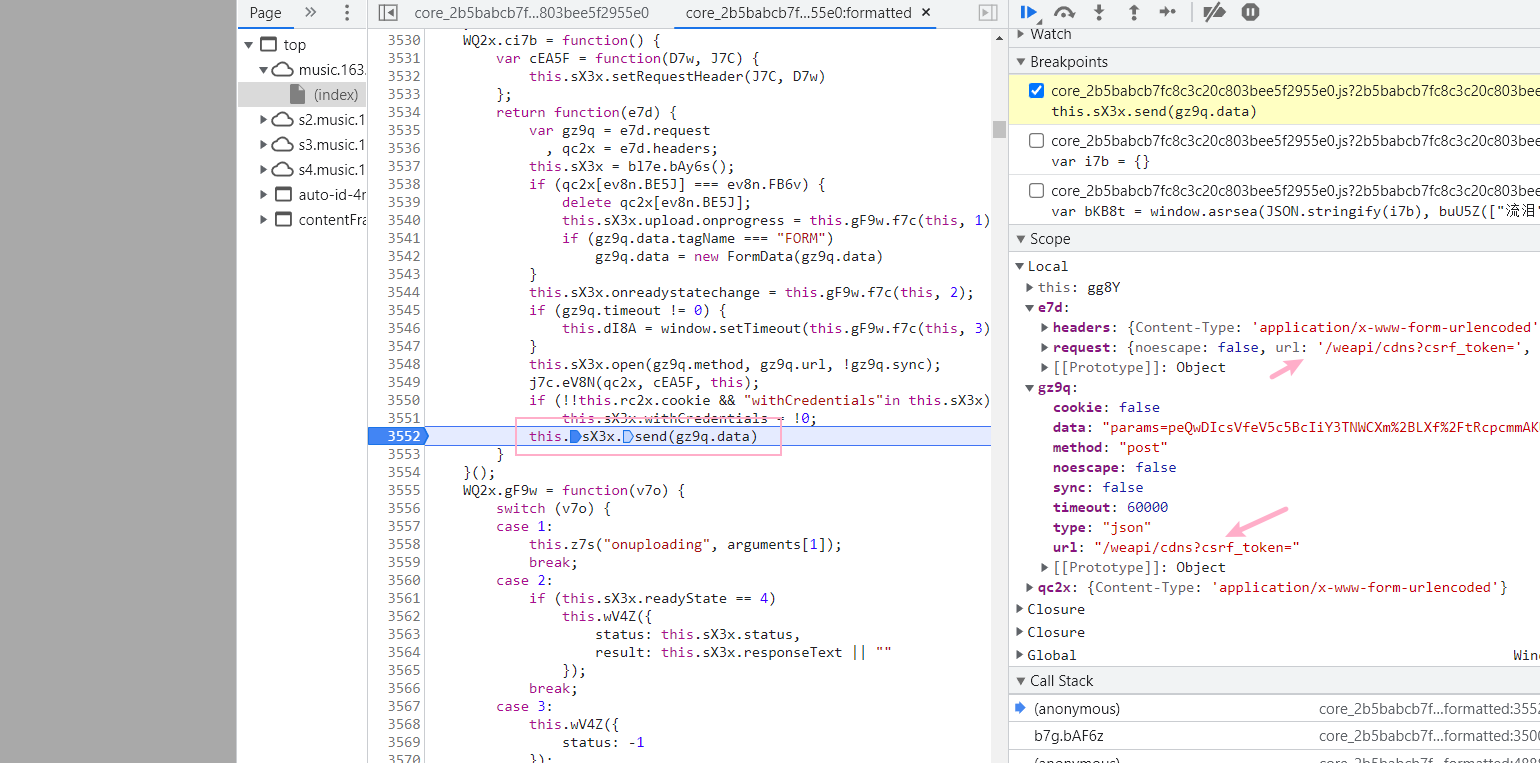 Page
top
music.163.
(index)
s2.music.1
s3.music.1
s4.music.1
auto-id-4r
contentFra
core_2b5babcb7f...803bee5f2955e0
core_2b5babcb7f...55e0:formatted
3530 WQ2x.ci7b = function() {
3531 var cEA5F = function(D7w, J7C) {
3532 this.sX3x.setRequestHeader(J7C, D7w)
3533 };
3534 return function(e7d) {
3535 var gz9q = e7d.request
3536 , qc2x = e7d.headers;
3537 this.sX3x = bl7e.bAy6s();
3538 if (qc2x[ev8n.BE5J] === ev8n.FB6v) {
3539 delete qc2x[ev8n.BE5J];
3540 this.sX3x.upload.onprogress = this.gF9w.f7c(this, 1)
3541 if (gz9q.data.tagName === "FORM")
3542 gz9q.data = new FormData(gz9q.data)
3543 }
3544 this.sX3x.onreadystatechange = this.gF9w.f7c(this, 2);
3545 if (gz9q.timeout != 0) {
3546 this.dI8A = window.setTimeout(this.gF9w.f7c(this, 3)
3547 }
3548 this.sX3x.open(gz9q.method, gz9q.url, !gz9q.sync);
3549 j7c.eV8N(qc2x, cEA5F, this);
3550 if (!!this.rc2x.cookie && "withCredentials"in this.sX3x)
3551 this.sX3x.withCredentials = !0;
3552 this.sX3x.send(gz9q.data)
3553 }
3554 }();
3555 WQ2x.gF9w = function(v7o) {
3556 switch (v7o) {
3557 case 1:
3558 this.z7s("onuploading", arguments[1]);
3559 break;
3560 case 2:
3561 if (this.sX3x.readyState == 4)
3562 this.wV4Z({
3563 status: this.sX3x.status,
3564 result: this.sX3x.responseText || ""
3565 });
3566 break;
3567 case 3:
3568 this.wV4Z({
3569 status: -1
3570 });
Watch
Breakpoints
core_2b5babcb7fc8c3c20c803bee5f2955e0.js?2b5babcb7fc8c3c20c803bee
this.sX3x.send(gz9q.data)
core_2b5babcb7fc8c3c20c803bee5f2955e0.js?2b5babcb7fc8c3c20c803bee
var i7b = {}
core_2b5babcb7fc8c3c20c803bee5f2955e0.js?2b5babcb7fc8c3c20c803bee
var bKB8t = window.asrsea(JSON.stringify(i7b), buU5Z(["流泪"
Scope
Local
this: gg8Y
e7d:
headers: {Content-Type: 'application/x-www-form-urlencoded'
request: {noescape: false, url: '/weapi/cdns?csrf_token=',
[[Prototype]]: Object
gz9q:
cookie: false
data: "params=peQwDIcsVfeV5c5BcIiY3TNWCXm%2BLXf%2FtRcpcmmAK
method: "post"
noescape: false
sync: false
timeout: 60000
type: "json"
url: "/weapi/cdns?csrf_token="
[[Prototype]]: Object
qc2x: {Content-Type: 'application/x-www-form-urlencoded'}
Closure
Closure
Global Win
Call Stack
(anonymous) core_2b5babcb7f...formatted:3552
b7g.bAF6z core_2b5babcb7f...formatted:3500